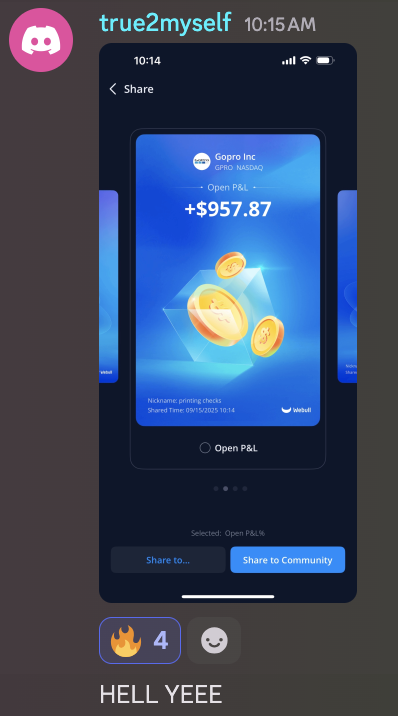 true2myself 10:15 AM
10:14
Share
Gopro Inc
GPRO NASDAQ
Open P&L
+$957.87
Nickname: printing checks
Shared Time: 09/15/2025 10:14
Webull
Open P&L
Selected: Open P&L%
Share to...
Share to Community
4
HELL YEEE